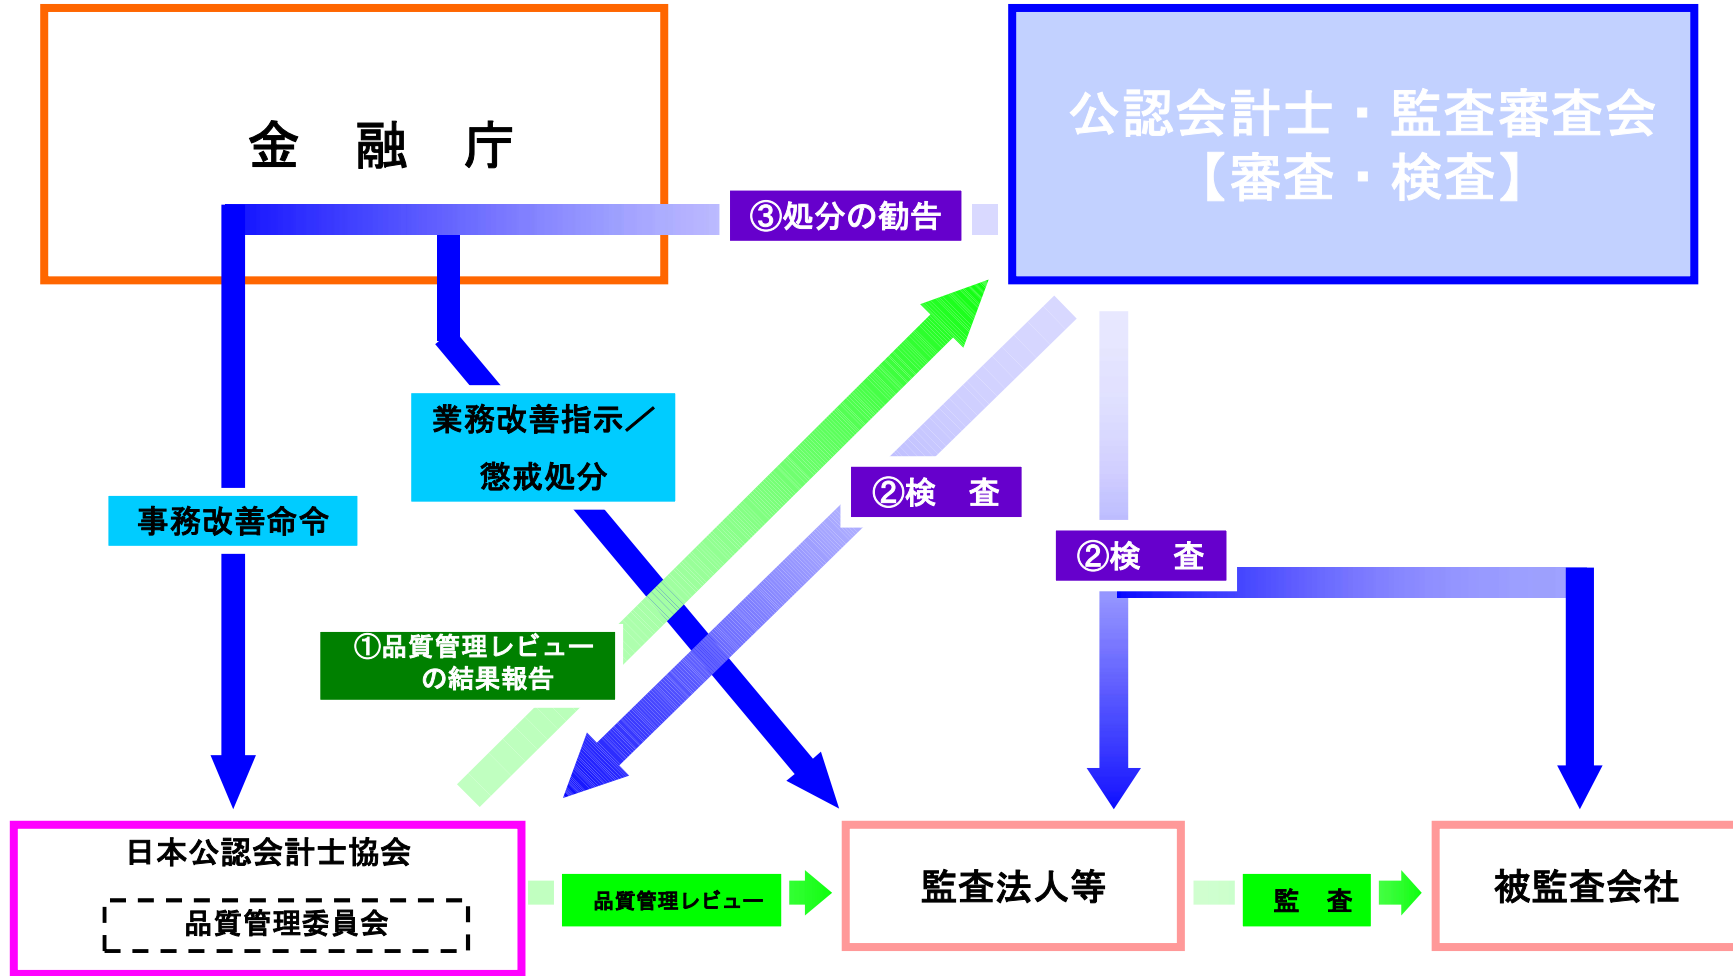 金　融　庁
公認会計士・監査審査会
【審査・検査】
③処分の勧告
業務改善指示／
懲戒処分
②検　査
事務改善命令
②検　査
①品質管理レビュー
の結果報告
日本公認会計士協会
品質管理委員会
品質管理レビュー
監査法人等
監　査
被監査会社